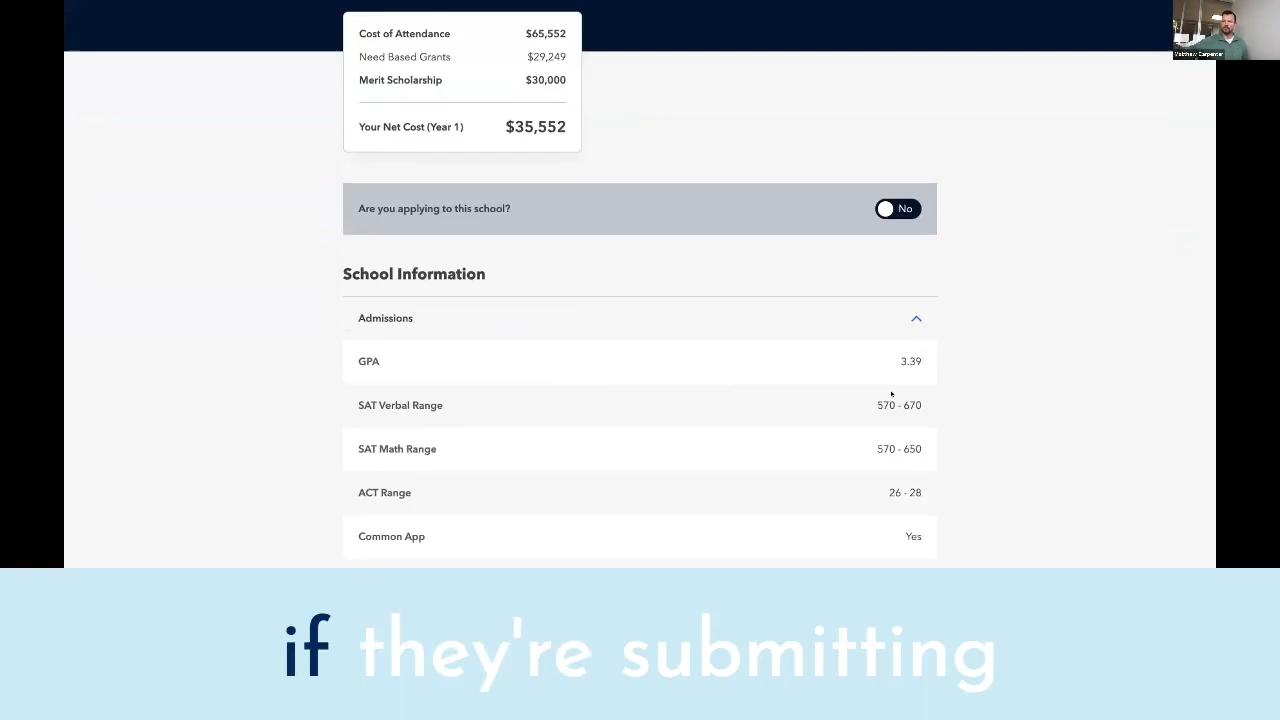 Cost of Attendance $65,552
Need Based Grants $29,249
Merit Scholarship $30,000
Your Net Cost (Year 1) $35,552
Matthew Carpenter
Are you applying to this school? No
School Information
Admissions
GPA 3.39
SAT Verbal Range 570 - 670
SAT Math Range 570 - 650
ACT Range 26 - 28
Common App Yes
if they're submitting